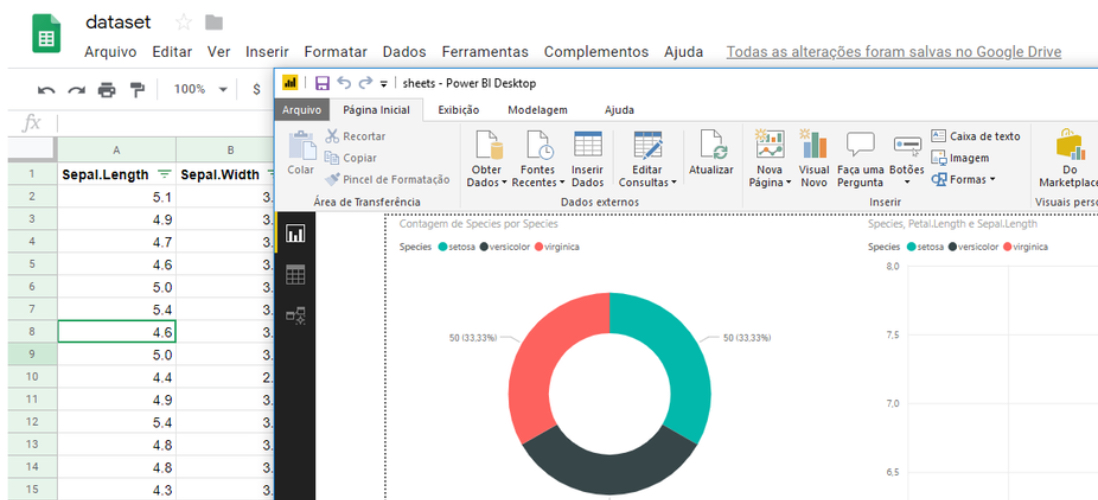 dataset
Arquivo Editar Ver Inserir Formatar Dados Ferramentas Complementos Ajuda Todas as alterações foram salvas no Google Drive
100% $
fx
A B
1 Sepal.Length Sepal.Width
2 5.1 3.
3 4.9 3.
4 4.7 3.
5 4.6 3.
6 5.0 3.
7 5.4 3.
8 4.6 3.
9 5.0 3.
10 4.4 2.
11 4.9 3.
12 5.4 3.
13 4.8 3.
14 4.8 3.
15 4.3 3.
sheets - Power BI Desktop
Arquivo Página Inicial Exibição Modelagem Ajuda
Colar
Recortar
Copiar
Pincel de Formatação
Área de Transferência
Obter Dados
Fontes Recentes
Inserir Dados
Editar Consultas
Atualizar
Dados externos
Nova Página
Visual Novo
Faça uma Pergunta
Botões
Caixa de texto
Imagem
Formas
Inserir
Do Marketplace
Visuais perso
Contagem de Species por Species
Species setosa versicolor virginica
50 (33,33%) 50 (33,33%)
Species, Petal.Length e Sepal.Length
Species setosa versicolor virginica
8,0
7,5
7,0
6,5